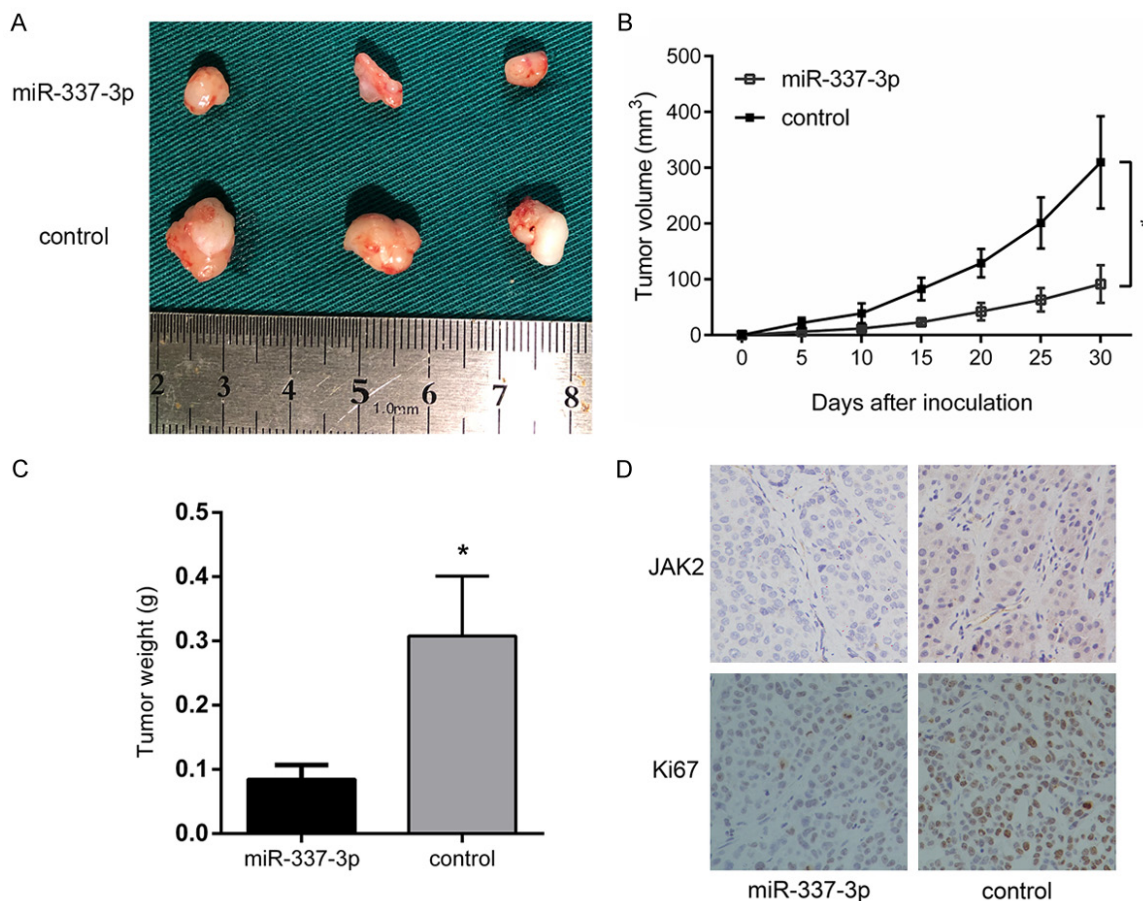 A
miR-337-3p
control
2 3 4 5 6 7 8
1.0mm
B
Tumor volume (mm³)
500
400
300
200
100
0
miR-337-3p
control
0 5 10 15 20 25 30
Days after inoculation
C
Tumor weight (g)
0.5
0.4
0.3
0.2
0.1
0.0
*
miR-337-3p control
D
JAK2
Ki67
miR-337-3p control